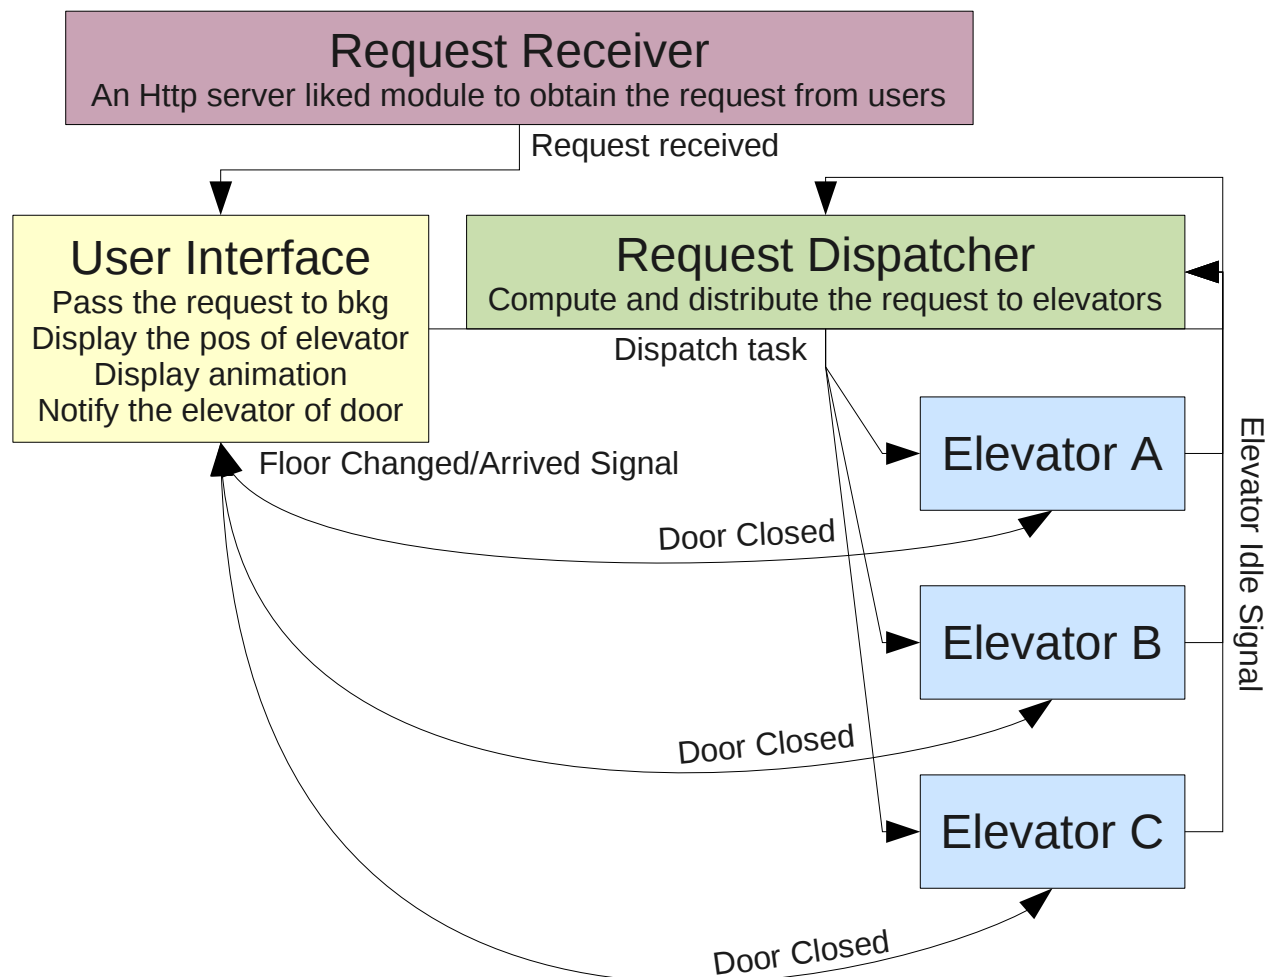 Request Receiver
An Http server liked module to obtain the request from users
Request received
User Interface
Pass the request to bkg
Display the pos of elevator
Display animation
Notify the elevator of door
Request Dispatcher
Compute and distribute the request to elevators
Dispatch task
Elevator A
Floor Changed/Arrived Signal
Door Closed
Elevator Idle Signal
Elevator B
Door Closed
Elevator C
Door Closed